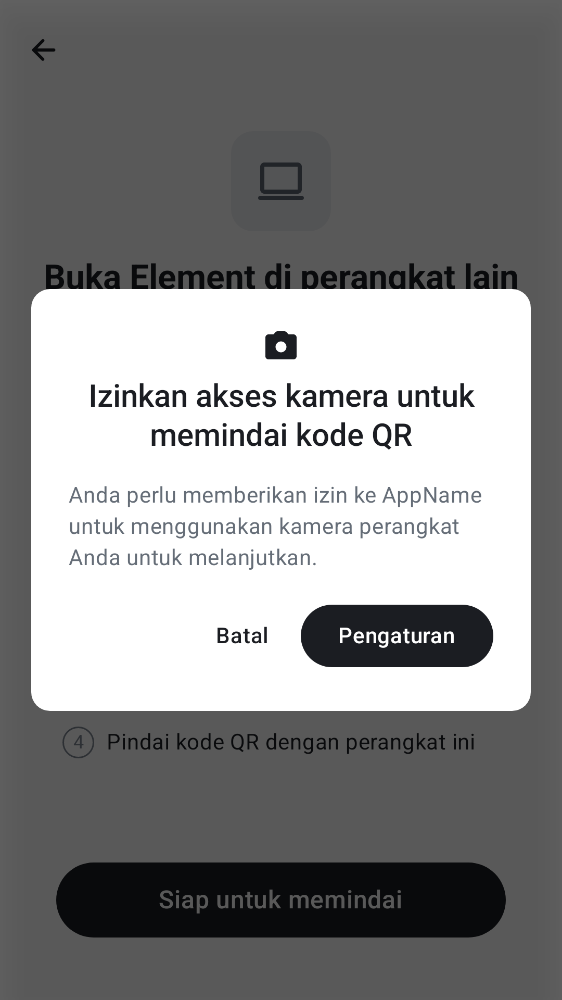 Buka Element di perangkat lain
Izinkan akses kamera untuk
memindai kode QR
Anda perlu memberikan izin ke AppName
untuk menggunakan kamera perangkat
Anda untuk melanjutkan.
Batal
Pengaturan
4 Pindai kode QR dengan perangkat ini
Siap untuk memindai